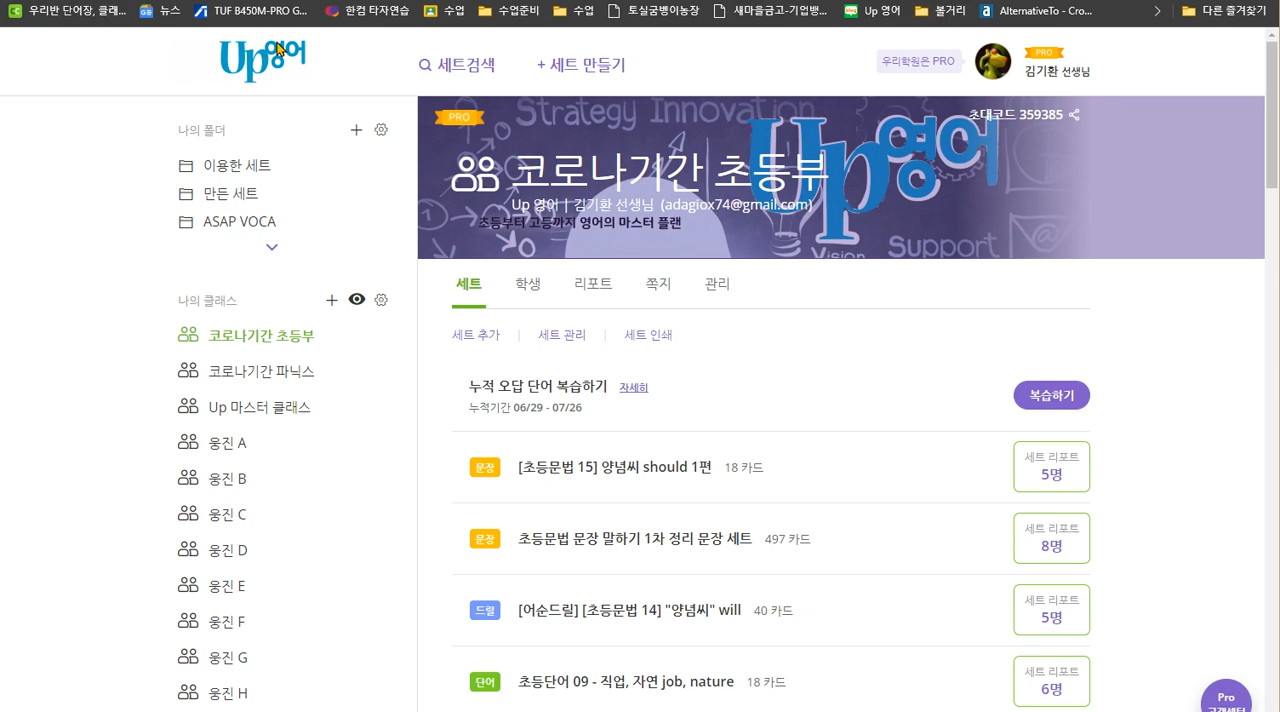 우리반 단어장, 클래... 뉴스 TUF B450M-PRO G... 한컴 타자연습 수업 수업준비 수업 토실궁병이농장 새마을금고-기업뱅... Up 영어 볼거리 AlternativeTo - Cro... 다른 즐겨찾기
Up영어
세트검색 + 세트 만들기
우리학원은 PRO
PRO
김기환 선생님
나의 폴더
이용한 세트
만든 세트
ASAP VOCA
나의 클래스
코로나기간 초등부
코로나기간 파닉스
Up 마스터 클래스
웅진 A
웅진 B
웅진 C
웅진 D
웅진 E
웅진 F
웅진 G
웅진 H
PRO
Strategy Innovation
초대코드 359385
Up영어
코로나기간 초등부
Up 영어 | 김기환 선생님 (adagiox74@gmail.com)
초등부터 고등까지 영어의 마스터 플랜
Vision Support
세트 학생 리포트 쪽지 관리
세트 추가 | 세트 관리 | 세트 인쇄
누적 오답 단어 복습하기 자세히
누적기간 06/29 - 07/26
복습하기
문장 [초등문법 15] 양념씨 should 1편 18 카드
세트 리포트
5명
문장 초등문법 문장 말하기 1차 정리 문장 세트 497 카드
세트 리포트
8명
드릴 [어순드릴] [초등문법 14] "양념씨" will 40 카드
세트 리포트
5명
단어 초등단어 09 - 직업, 자연 job, nature 18 카드
세트 리포트
6명
Pro
고객센터